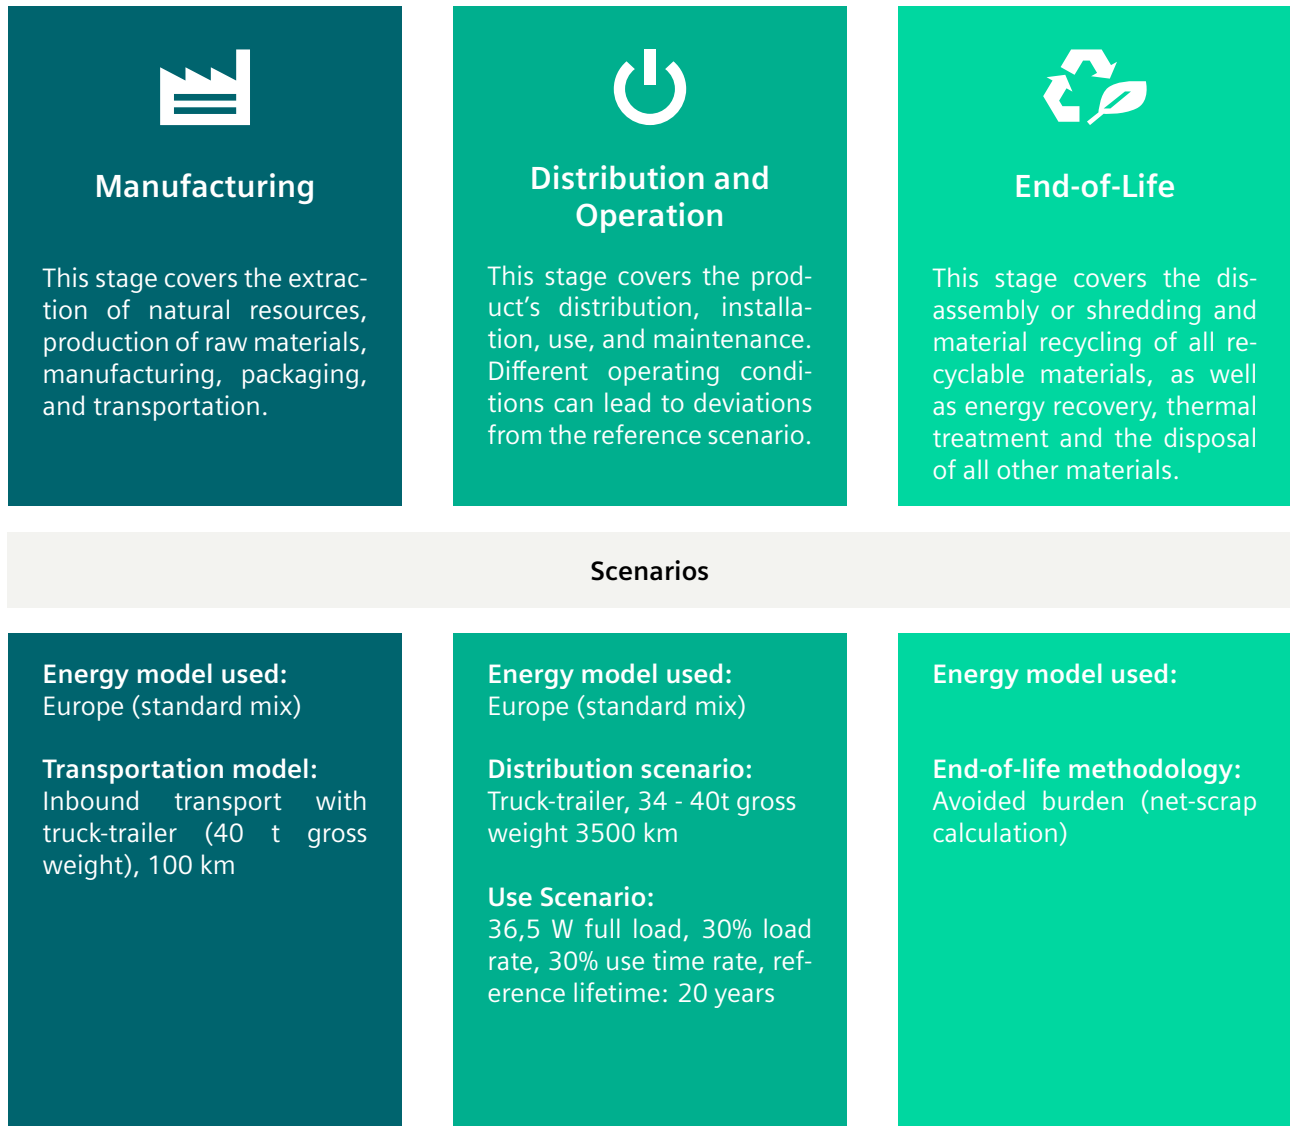 Manufacturing
This stage covers the extrac-
tion of natural resources,
production of raw materials,
manufacturing, packaging,
and transportation.
Distribution and
Operation
This stage covers the prod-
uct's distribution, installa-
tion, use, and maintenance.
Different operating condi-
tions can lead to deviations
from the reference scenario.
End-of-Life
This stage covers the dis-
assembly or shredding and
material recycling of all re-
cyclable materials, as well
as energy recovery, thermal
treatment and the disposal
of all other materials.
Scenarios
Energy model used:
Europe (standard mix)
Transportation model:
Inbound transport with
truck-trailer (40 t gross
weight), 100 km
Energy model used:
Europe (standard mix)
Distribution scenario:
Truck-trailer, 34 - 40t gross
weight 3500 km
Use Scenario:
36,5 W full load, 30% load
rate, 30% use time rate, ref-
erence lifetime: 20 years
Energy model used:
End-of-life methodology:
Avoided burden (net-scrap
calculation)